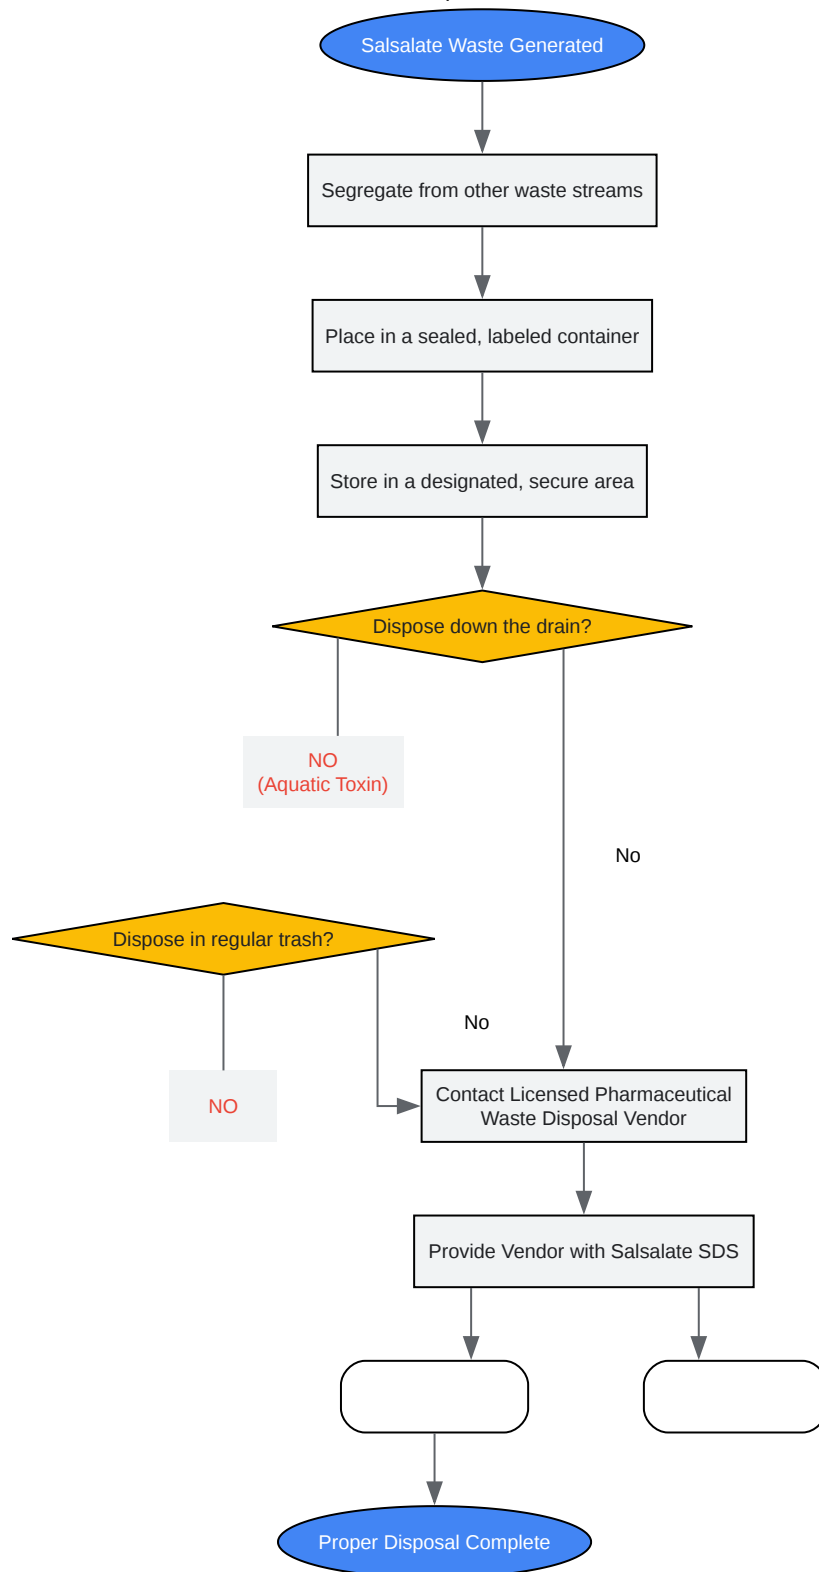 Salsalate Waste Generated
Segregate from other waste streams
Place in a sealed, labeled container
Store in a designated, secure area
Dispose down the drain?
NO
(Aquatic Toxin)
No
Dispose in regular trash?
No
NO
Contact Licensed Pharmaceutical
Waste Disposal Vendor
Provide Vendor with Salsalate SDS
Proper Disposal Complete